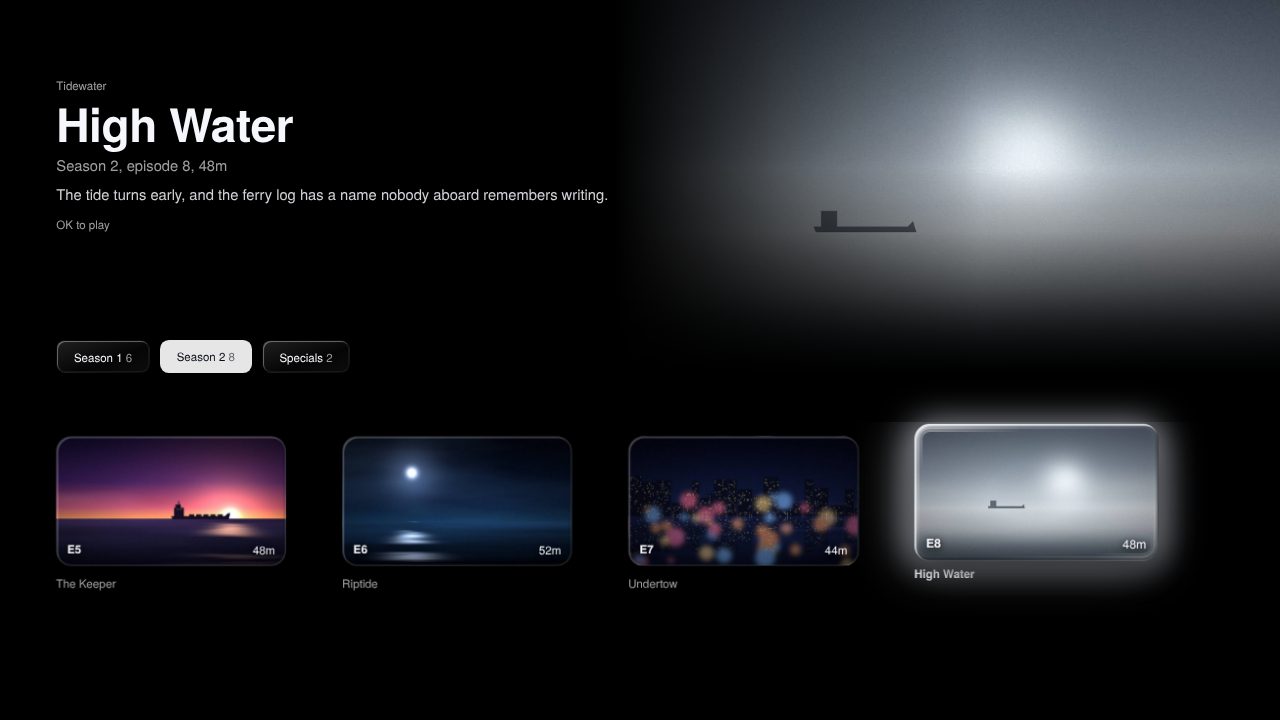 Tidewater
High Water
Season 2, episode 8, 48m
The tide turns early, and the ferry log has a name nobody aboard remembers writing.
OK to play
Season 1 6
Season 2 8
Specials 2
E5 48m
The Keeper
E6 52m
Riptide
E7 44m
Undertow
E8 48m
High Water